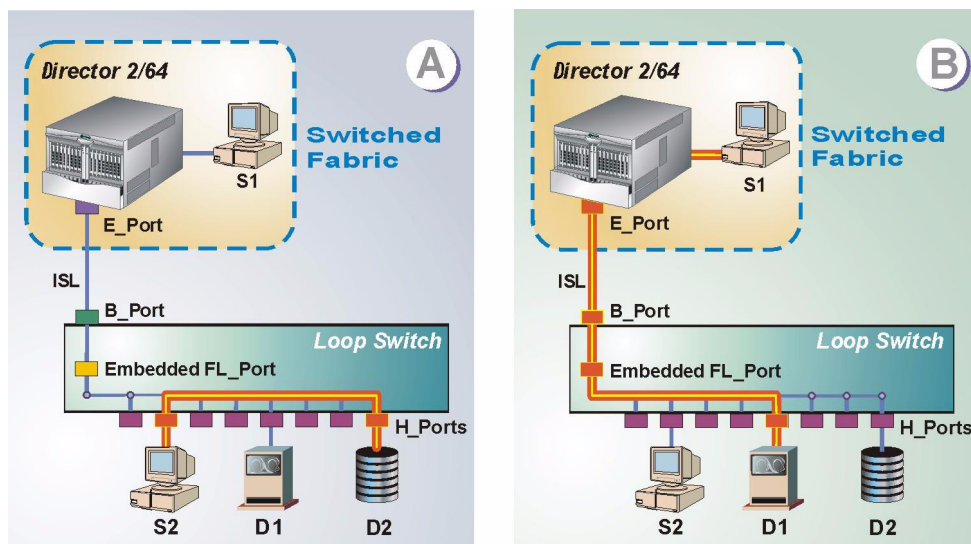 A
Director 2/64
Switched
Fabric
S1
E_Port
ISL
B_Port
Loop Switch
Embedded FL_Port
H_Ports
S2
D1
D2
B
Director 2/64
Switched
Fabric
S1
E_Port
ISL
B_Port
Loop Switch
Embedded FL_Port
H_Ports
S2
D1
D2